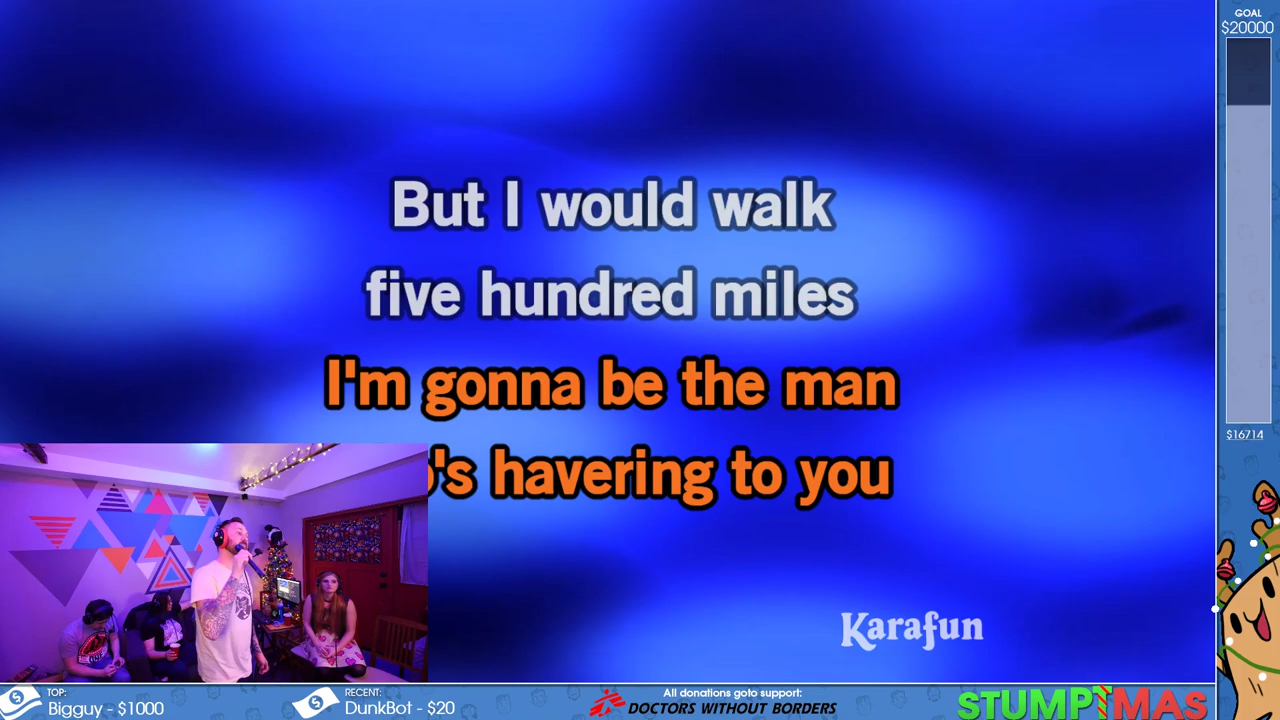 GOAL
$20000
But I would walk
five hundred miles
I'm gonna be the man
's havering to you
$16714
Karafun
TOP:
Bigguy - $1000
RECENT:
DunkBot - $20
All donations goto support:
DOCTORS WITHOUT BORDERS
STUMPTMAS